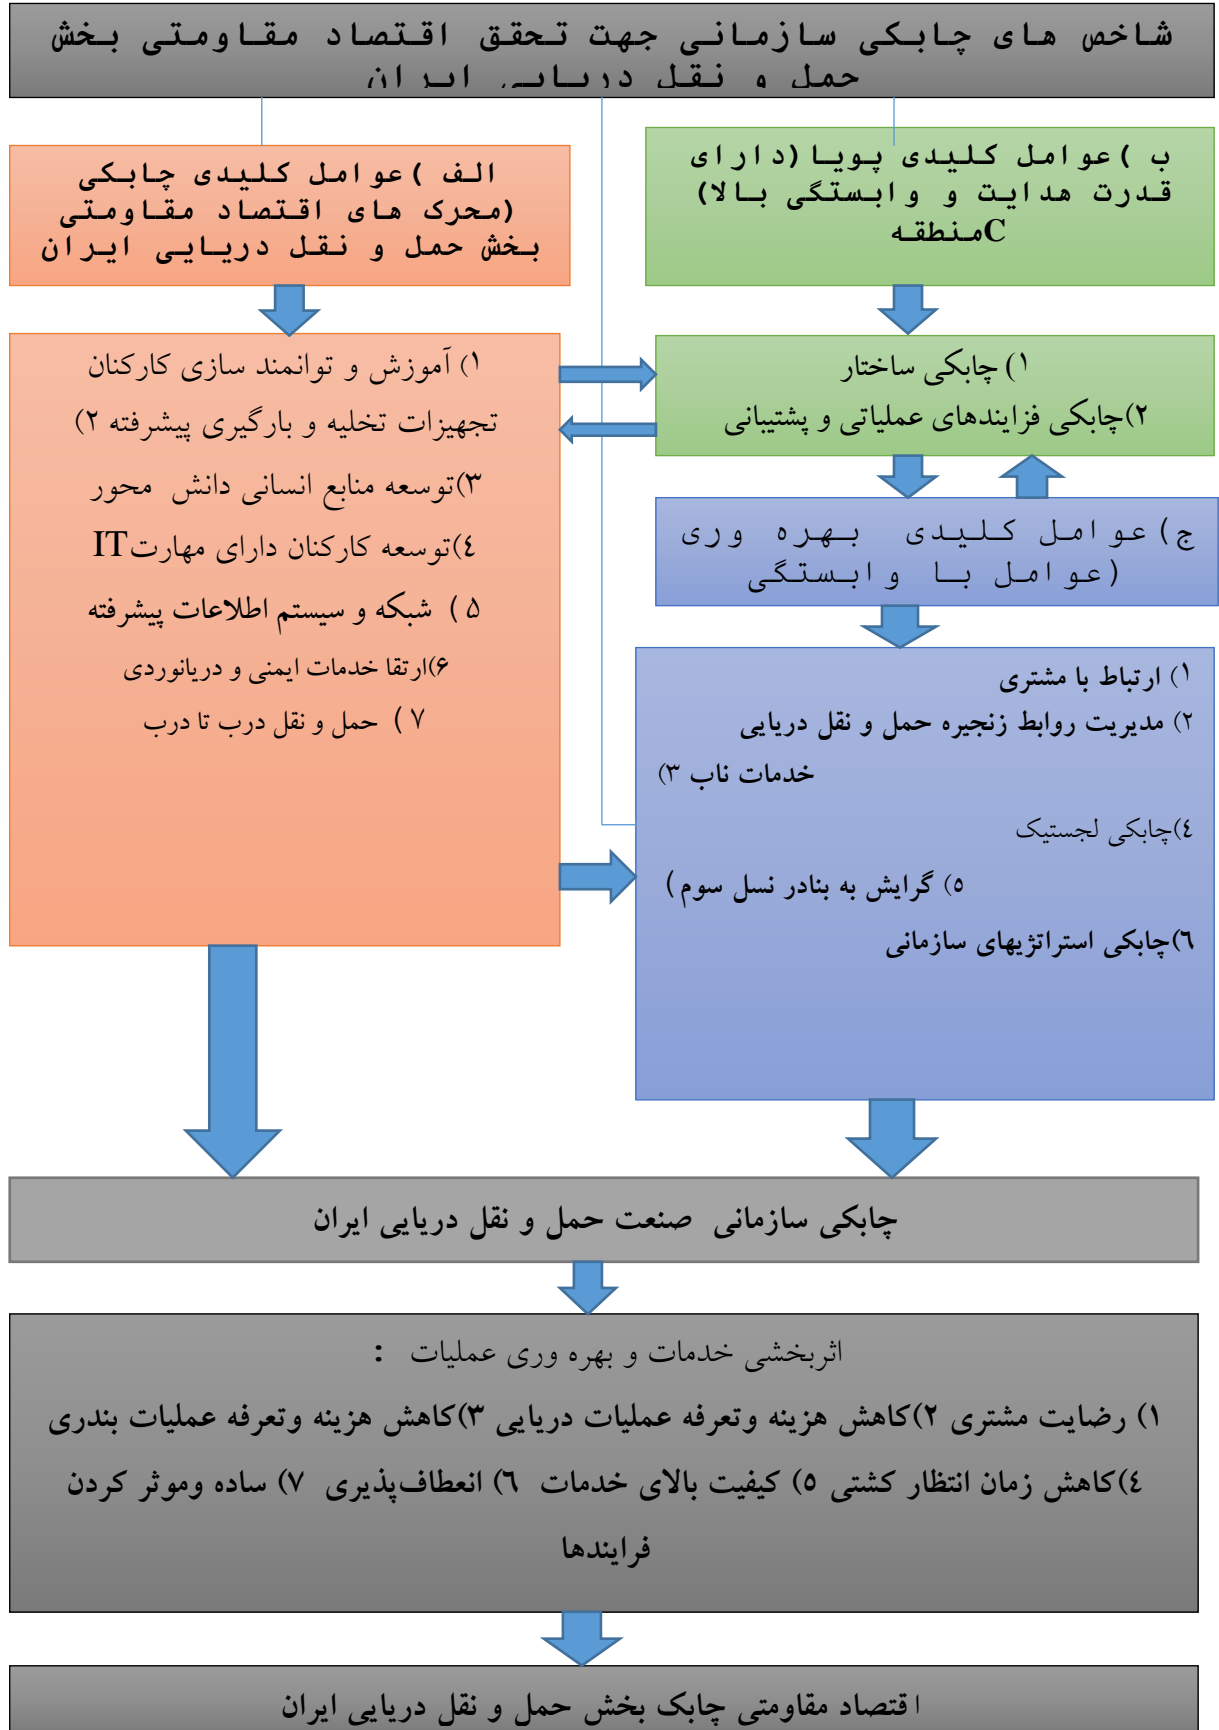 شاخص های چابکی سازمانی جهت تحقق اقتصاد مقاومتی بخش
حمل و نقل دریایی ایران
ب )عوامل کلیدی پویا(دارای
قدرت هدایت و وابستگی بالا)
منطقهC
الف )عوامل کلیدی چابکی
(محرک های اقتصاد مقاومتی
بخش حمل و نقل دریایی ایران
۱) چابکی ساختار
۲)چابکی فزایندهای عملیاتی و پشتیبانی
۱) آموزش و توانمند سازی کارکنان
تجهیزات تخلیه و بارگیری پیشرفته ۲)
۳)توسعه منابع انسانی دانش محور
٤)توسعه کارکنان دارای مهارتIT
۵ ) شبکه و سیستم اطلاعات پیشرفته
۶)ارتقا خدمات ایمنی و دریانوردی
۷ ) حمل و نقل درب تا درب
ج)عوامل کلیدی بهره وری
(عوامل با وابستگی
۱) ارتباط با مشتری
۲) مدیریت روابط زنجیره حمل و نقل دریایی
خدمات ناب ۳)
٤)چابکی لجستیک
٥) گرایش به بنادر نسل سوم)
٦)چابکی استراتژیهای سازمانی
چابکی سازمانی صنعت حمل و نقل دریایی ایران
اثربخشی خدمات و بهره وری عملیات :
۱) رضایت مشتری ۲)کاهش هزینه وتعرفه عملیات دریایی ۳)کاهش هزینه وتعرفه عملیات بندری
٤)کاهش زمان انتظار کشتی ٥) کیفیت بالای خدمات ٦) انعطاف‌پذیری ۷) ساده وموثر کردن
فرایندها
اقتصاد مقاومتی چابک بخش حمل و نقل دریایی ایران